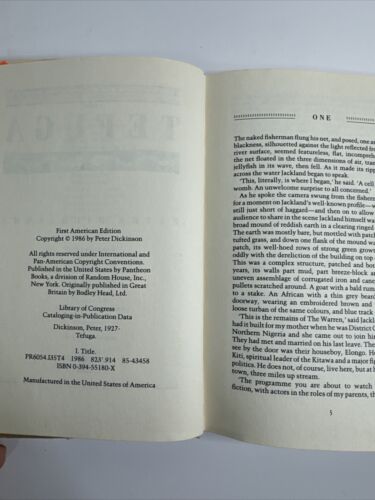 First American Edition
Copyright © 1986 by Peter Dickinson
All rights reserved under International and
Pan-American Copyright Conventions.
Published in the United States by Pantheon
Books, a division of Random House, Inc.,
New York. Originally published in Great
Britain by Bodley Head, Ltd.
Library of Congress
Cataloging-in-Publication Data
Dickinson, Peter, 1927-
Tefuga.
I. Title.
PR6054.I35T4 1986 823'.914 85-43458
ISBN 0-394-55180-X
Manufactured in the United States of America
ONE
The naked fisherman flung his net, and posed, one a
blackness, silhouetted against the light reflected from
river surface, seemed featureless, flat, incomprehe
the net floated in the three dimensions of air, tran
jellyfish in its wave, then fell. As it made its ripp
across the water Jackland began to speak.
'This, literally, is where I began,' he said. 'A cell
womb. An unwelcome surprise to all concerned.'
As he spoke the camera swung from the fisherm
for a moment on Jackland's well-known profile—w
still just short of haggard—and then on to allow
audience to share in the scene Jackland himself was
broad mound of reddish earth in a clearing ringed
The earth was mostly bare, but mottled with patch
tufted grass, and down one flank of the mound wa
patch, its well-hoed rows of strong green growth
oddly with the dereliction of the building on top
This was a complex structure, patched and botc
years, its walls part mud, part breeze-block an
uneven assemblage of corrugated iron and canes
pullets scratched around. A goat with a bald rum
to a stake. An African with a thin grey beard
doorway, wearing an embroidered brown and
loose turban of the same colours, and blue track
'This is the remains of The Warren,' said Jackl
had it built for my mother when he was District C
Northern Nigeria and she came out to join him
They had met and married on his last leave. The
see by the door was their houseboy, Elongo. He
Kiti, spiritual leader of the Kitawa and a major fi
politics. He does not, of course, live here, but at h
town, three miles up stream.
'The programme you are about to watch
fiction, with actors in the roles of my parents, th
5